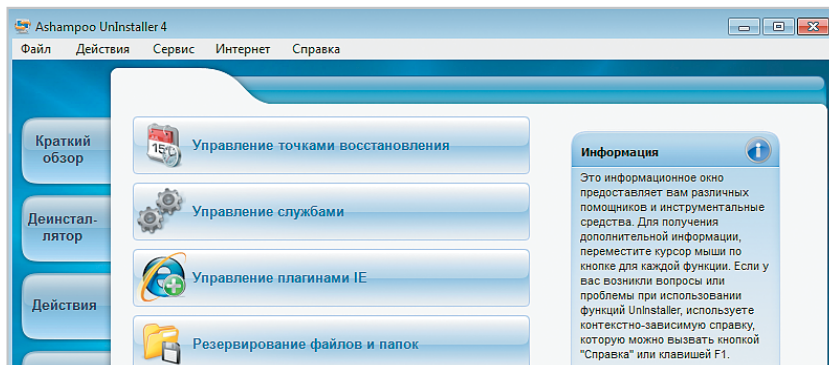 Ashampoo UnInstaller 4
Файл Действия Сервис Интернет Справка
Краткий
обзор
Деинстал-
лятор
Действия
15
Управление точками восстановления
Управление службами
Управление плагинами IE
Резервирование файлов и папок
Информация
Это информационное окно
предоставляет вам различных
помощников и инструментальные
средства. Для получения
дополнительной информации,
переместите курсор мыши по
кнопке для каждой функции. Если у
вас возникли вопросы или
проблемы при использовании
функций UnInstaller, используете
контекстно-зависимую справку,
которую можно вызвать кнопкой
"Справка" или клавишей F1.